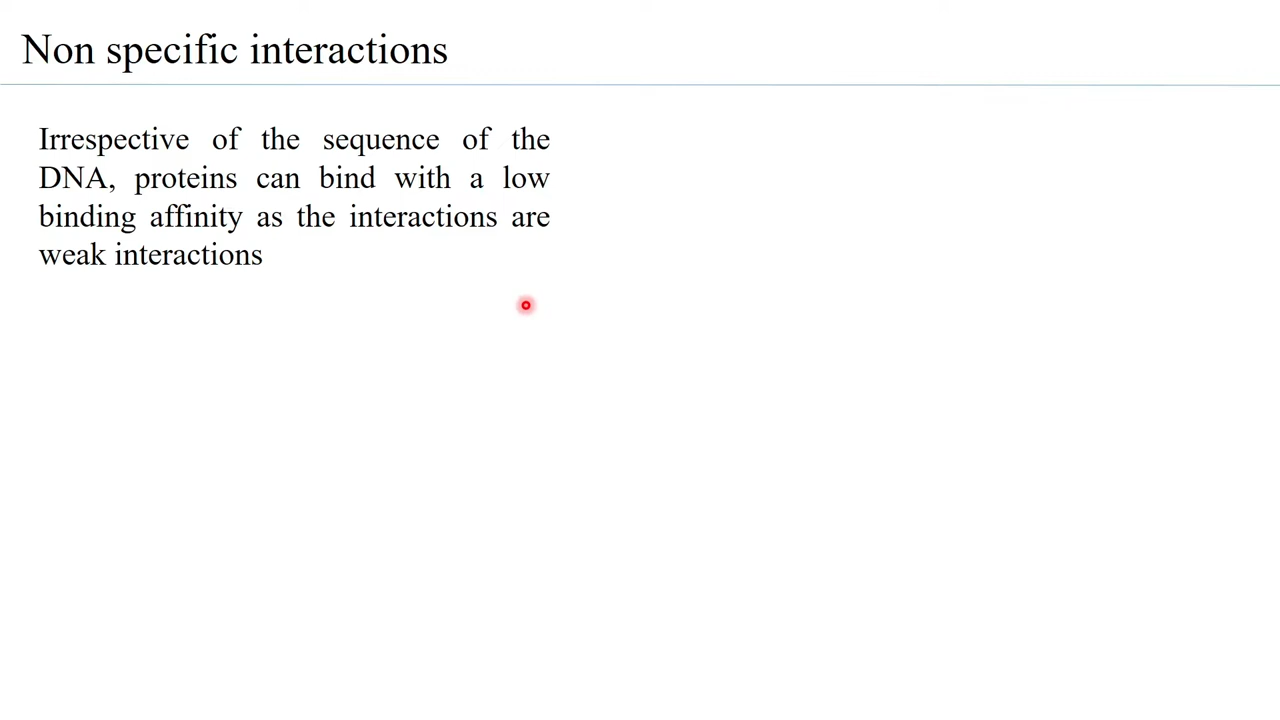 Non specific interactions
Irrespective of the sequence of the
DNA, proteins can bind with a low
binding affinity as the interactions are
weak interactions